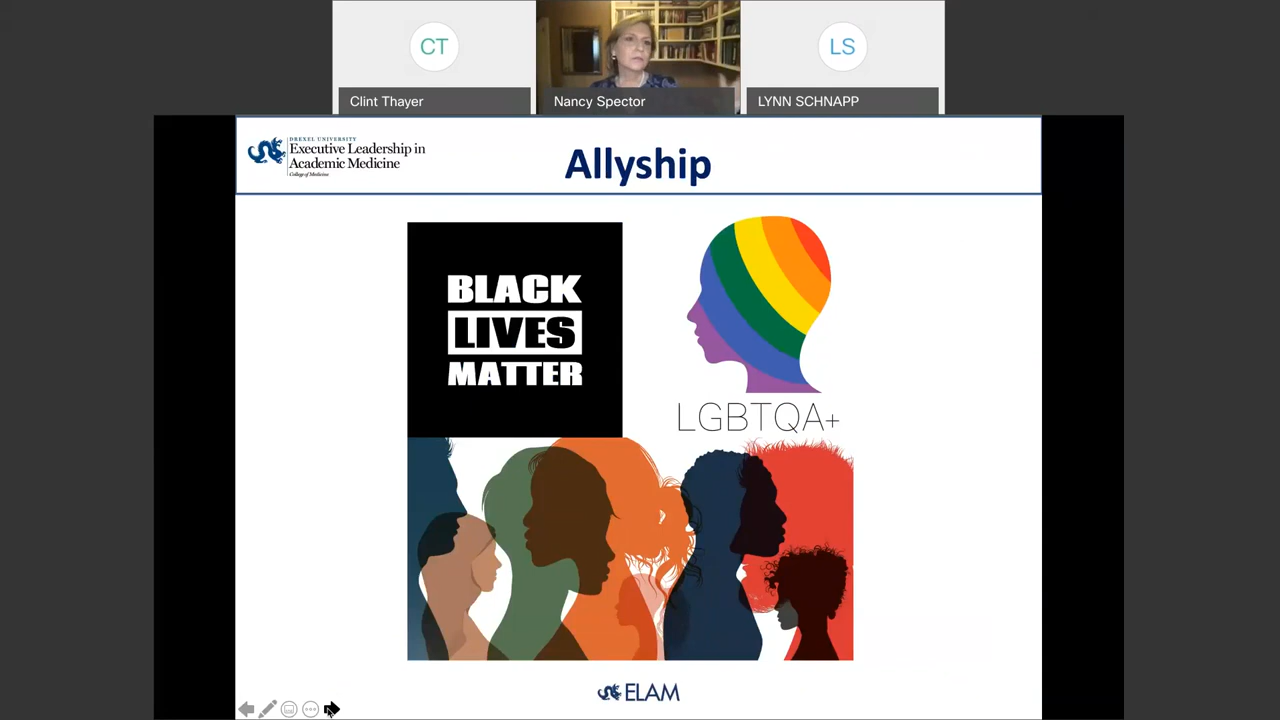 CT
LS
Clint Thayer
Nancy Spector
LYNN SCHNAPP
DREXEL UNIVERSITY
Executive Leadership in
Academic Medicine
College of Medicine
Allyship
BLACK
LIVES
MATTER
LGBTQA+
ELAM